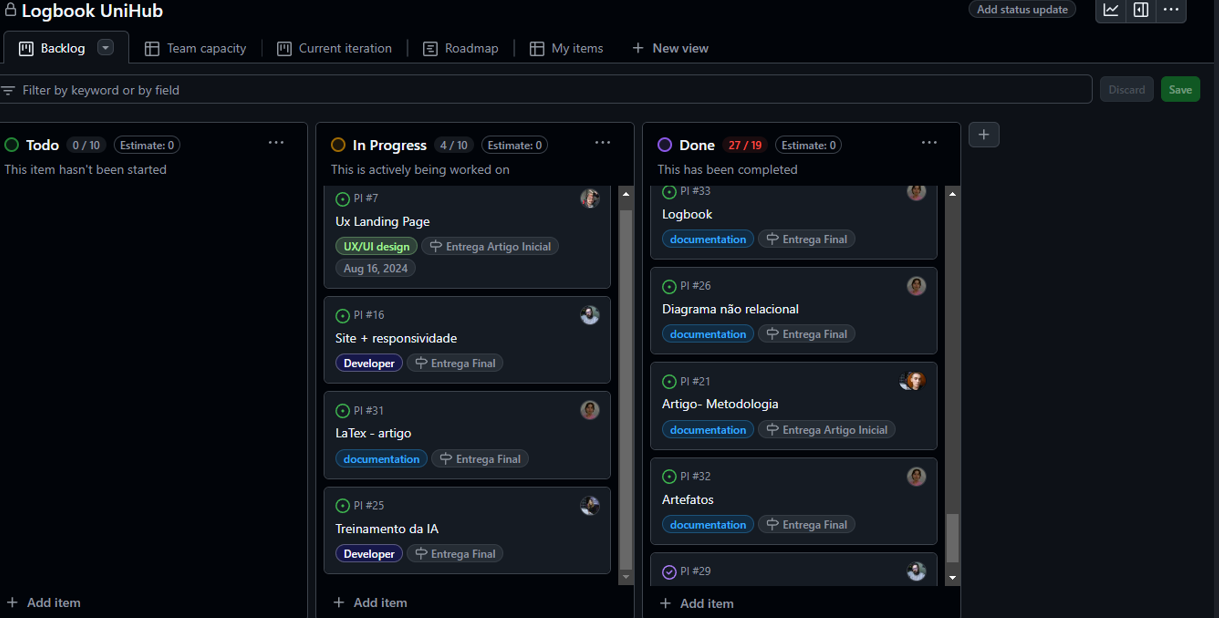 Logbook UniHub
Add status update
Backlog
Team capacity
Current iteration
Roadmap
My items
New view
Filter by keyword or by field
Discard
Save
Todo 0 / 10 Estimate: 0
This item hasn't been started
Add item
In Progress 4 / 10 Estimate: 0
This is actively being worked on
PI #7
Ux Landing Page
UX/UI design Entrega Artigo Inicial
Aug 16, 2024
PI #16
Site + responsividade
Developer Entrega Final
PI #31
LaTex - artigo
documentation Entrega Final
PI #25
Treinamento da IA
Developer Entrega Final
Add item
Done 27 / 19 Estimate: 0
This has been completed
PI #33
Logbook
documentation Entrega Final
PI #26
Diagrama não relacional
documentation Entrega Final
PI #21
Artigo- Metodologia
documentation Entrega Artigo Inicial
PI #32
Artefatos
documentation Entrega Final
PI #29
Add item